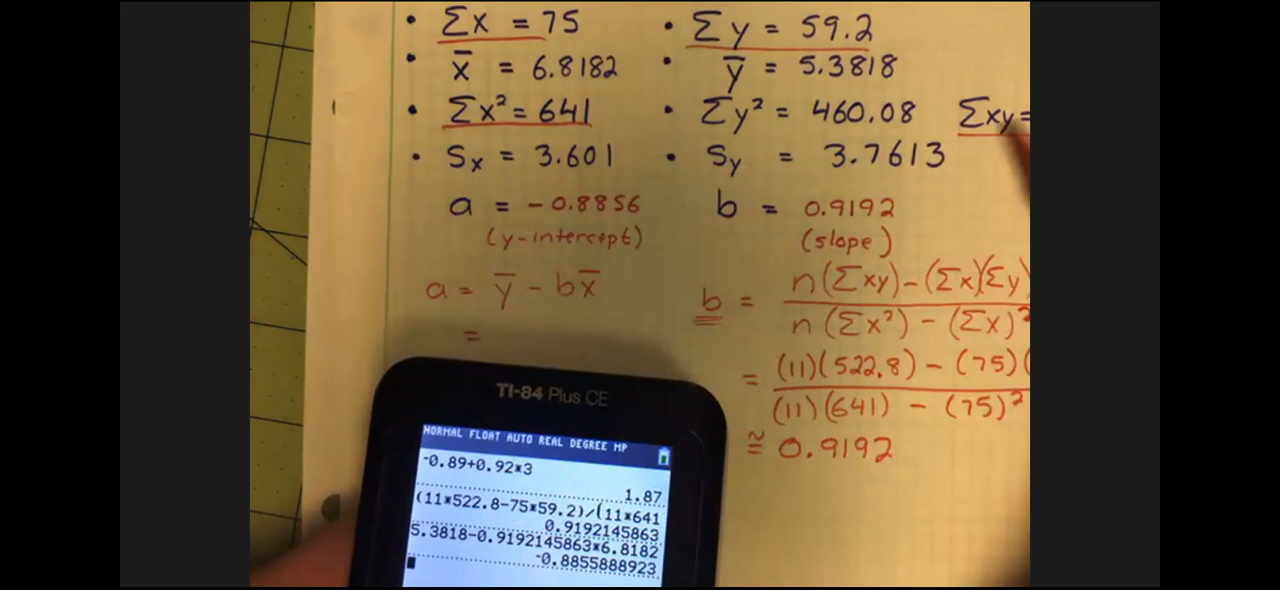 • Σx = 75 • Σy = 59.2
• x̄ = 6.8182 • ȳ = 5.3818
• Σx² = 641 • Σy² = 460.08 Σxy=
• Sx = 3.601 • Sy = 3.7613
a = -0.8856 b = 0.9192
(y-intercept) (slope)
a = ȳ - bx̄
=
b = n(Σxy) - (Σx)(Σy)
n(Σx²) - (Σx)²
= (11)(522.8) - (75)(
(11)(641) - (75)²
≅ 0.9192
TI-84 Plus CE
NORMAL FLOAT AUTO REAL DEGREE MP
-0.89+0.92*3
1.87
(11*522.8-75*59.2)/(11*641
0.9192145863
5.3818-0.9192145863*6.8182
-0.8855888923